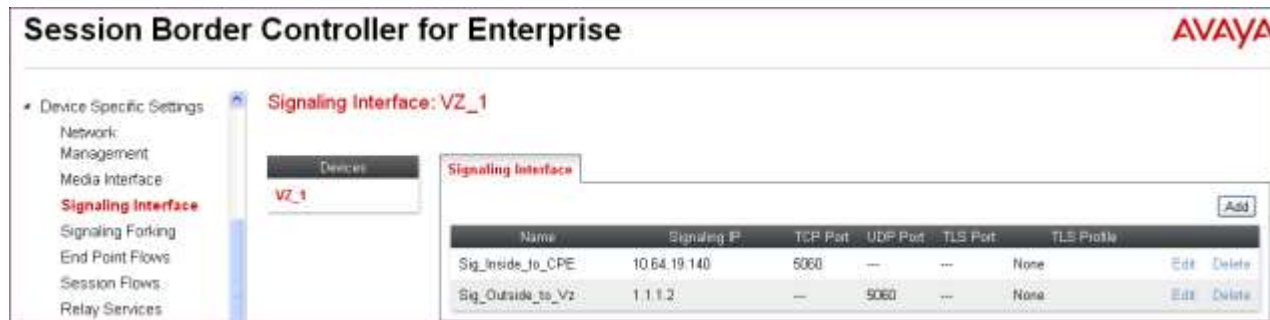 Session Border Controller for Enterprise
AVAYA
Device Specific Settings
Network
Management
Media Interface
Signaling Interface
Signaling Forking
End Point Flows
Session Flows
Relay Services
Signaling Interface: VZ_1
Devices
VZ_1
Signaling Interface
Add
Name Signaling IP TCP Port UDP Port TLS Port TLS Profile
Sig_Inside_to_CPE 10.64.19.140 5060 --- --- None Edit Delete
Sig_Outside_to_Vz 1.1.1.2 --- 5060 --- None Edit Delete